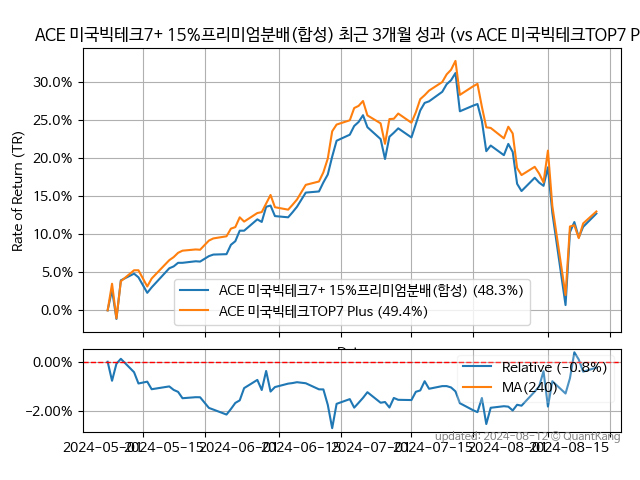 ACE 미국빅테크7+ 15%프리미엄분배(합성) 최근 3개월 성과 (vs ACE 미국빅테크TOP7 P
Rate of Return (TR)
30.0%
25.0%
20.0%
15.0%
10.0%
5.0%
0.0%
ACE 미국빅테크7+ 15%프리미엄분배(합성) (48.3%)
ACE 미국빅테크TOP7 Plus (49.4%)
0.00%
−2.00%
Relative (−0.8%)
MA(240)
updated: 2024-08-12 © QuantKang
2024-05-01 2024-05-15 2024-06-01 2024-06-15 2024-07-01 2024-07-15 2024-08-01 2024-08-15